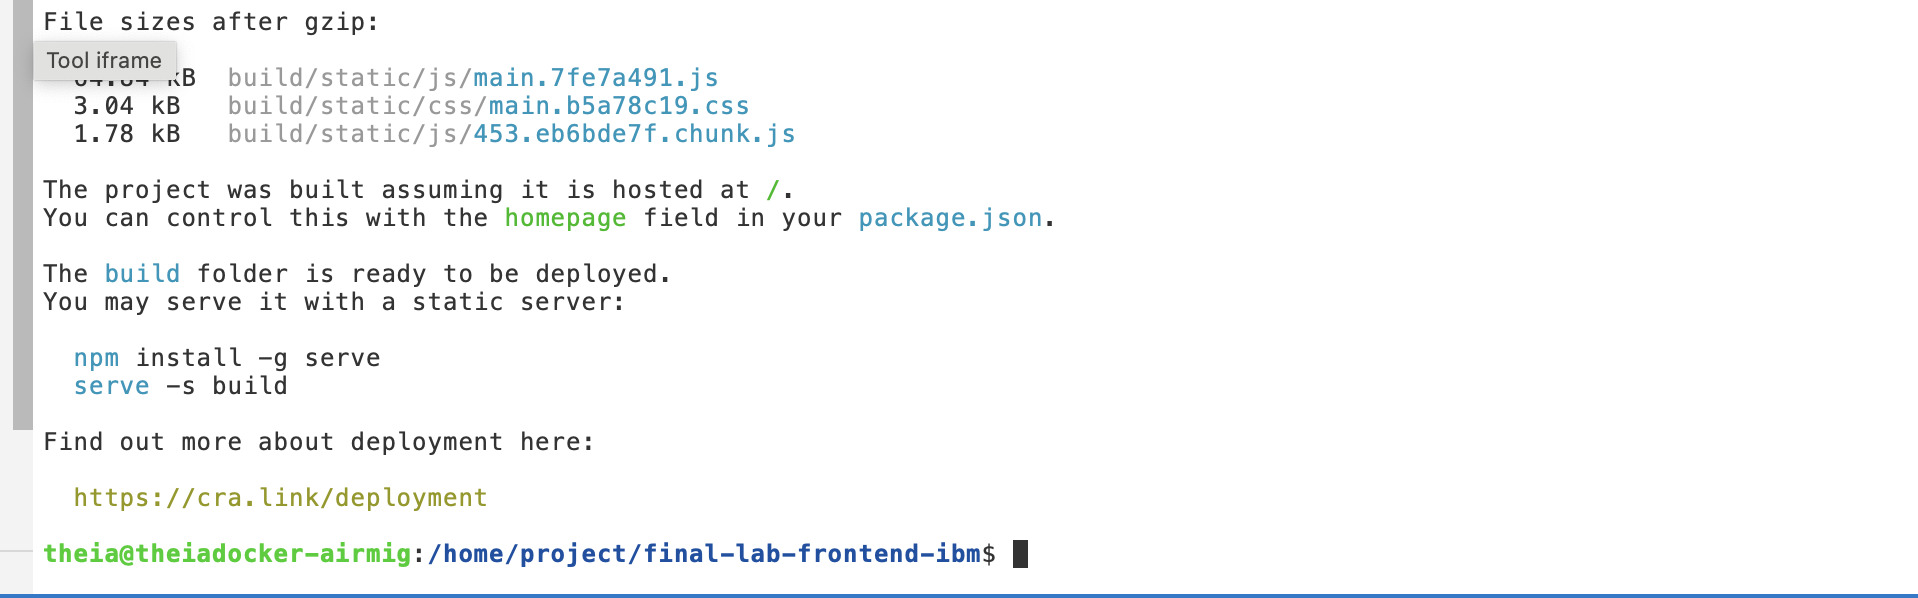 File sizes after gzip:
Tool iframe
kB build/static/js/main.7fe7a491.js
3.04 kB build/static/css/main.b5a78c19.css
1.78 kB build/static/js/453.eb6bde7f.chunk.js
The project was built assuming it is hosted at /.
You can control this with the homepage field in your package.json.
The build folder is ready to be deployed.
You may serve it with a static server:
npm install -g serve
serve -s build
Find out more about deployment here:
https://cra.link/deployment
theia@theiadocker-airmig:/home/project/final-lab-frontend-ibm$